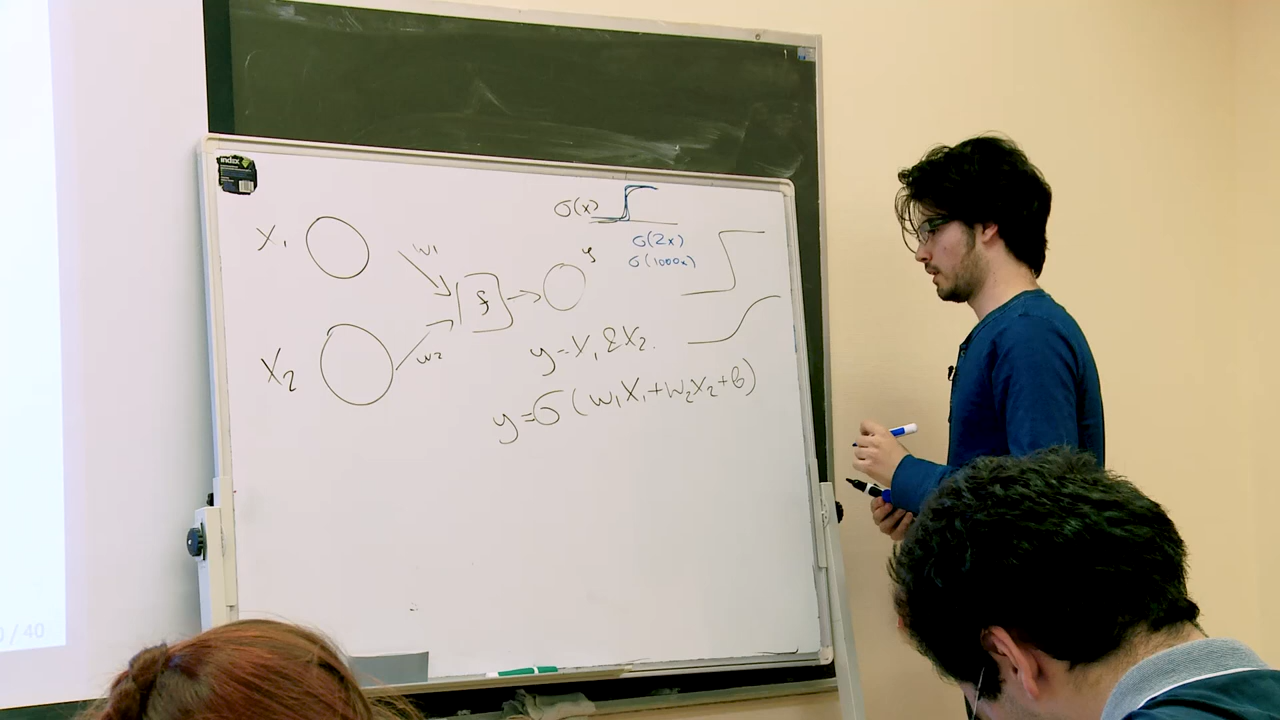 index
σ(x)
σ(2x)
σ(1000x)
X₁
w1
y
f
X₂
w2
y=X₁&X₂.
y=σ(w₁X₁+w₂X₂+b)
/ 40